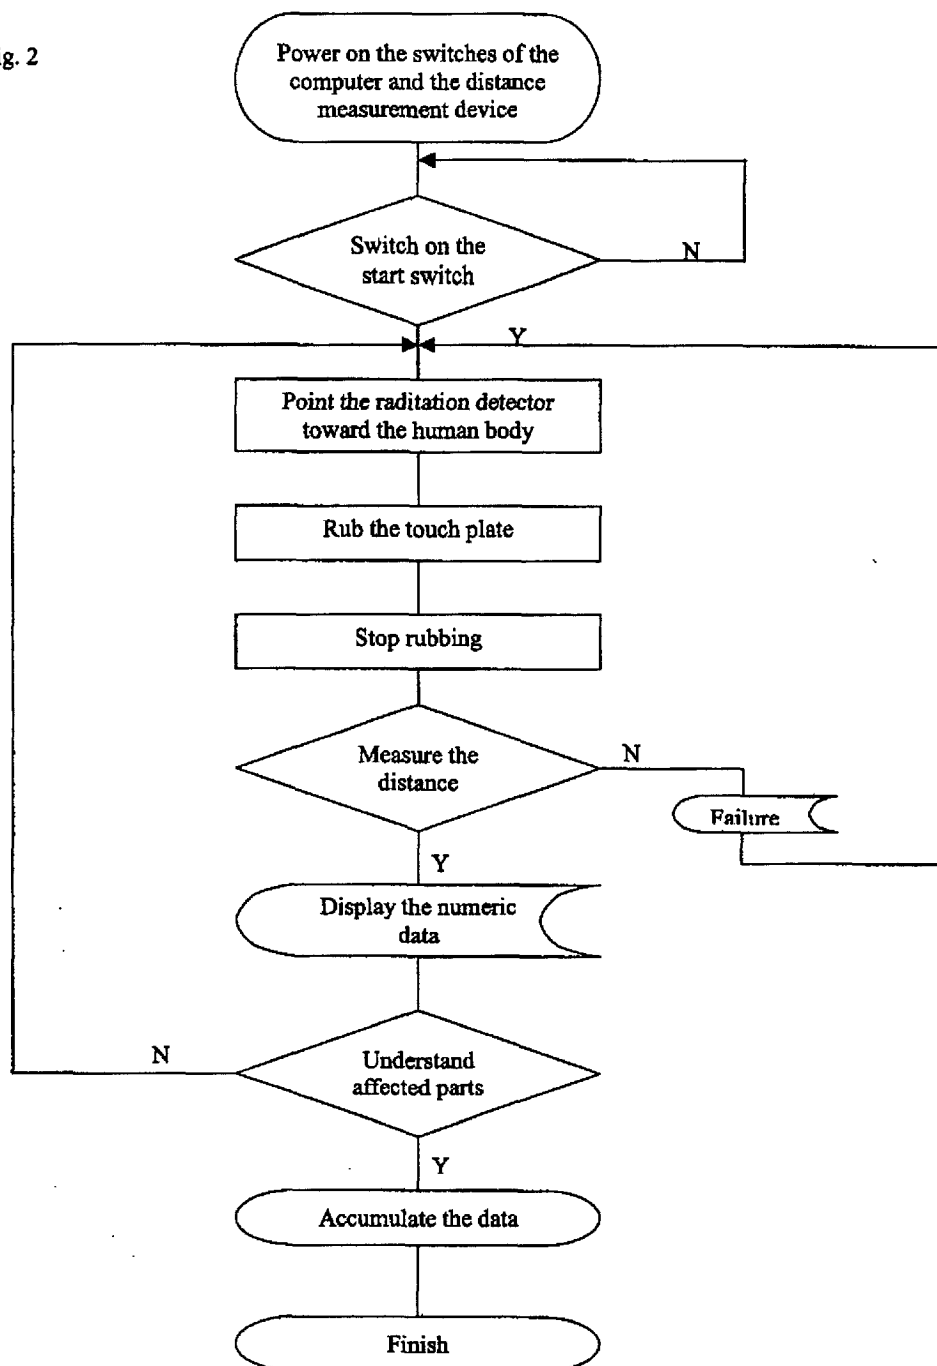 ig. 2
Power on the switches of the
computer and the distance
measurement device
Switch on the
start switch
N
Y
Point the raditation detector
toward the human body
Rub the touch plate
Stop rubbing
Measure the
distance
N
Failure
Y
Display the numeric
data
N
Understand
affected parts
Y
Accumulate the data
Finish